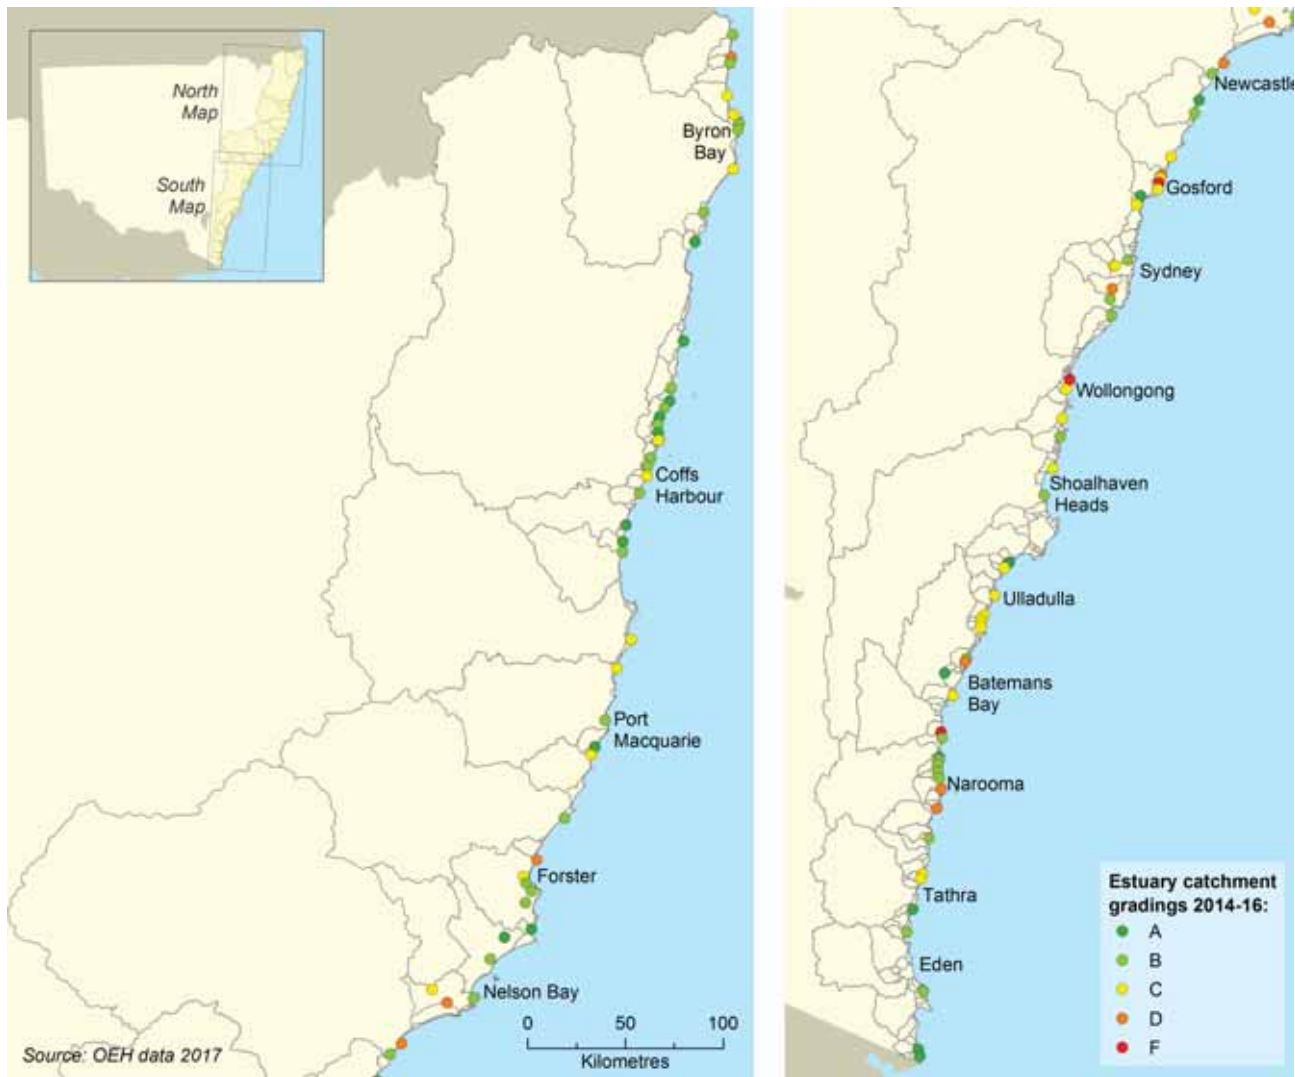 North
Map
South
Map
Byron
Bay
Coffs
Harbour
Port
Macquarie
Forster
Nelson Bay
0 50 100
Kilometres
Source: OEH data 2017
Newcastle
Gosford
Sydney
Wollongong
Shoalhaven
Heads
Ulladulla
Batemans
Bay
Narooma
Tathra
Eden
Estuary catchment
gradings 2014-16:
A
B
C
D
F